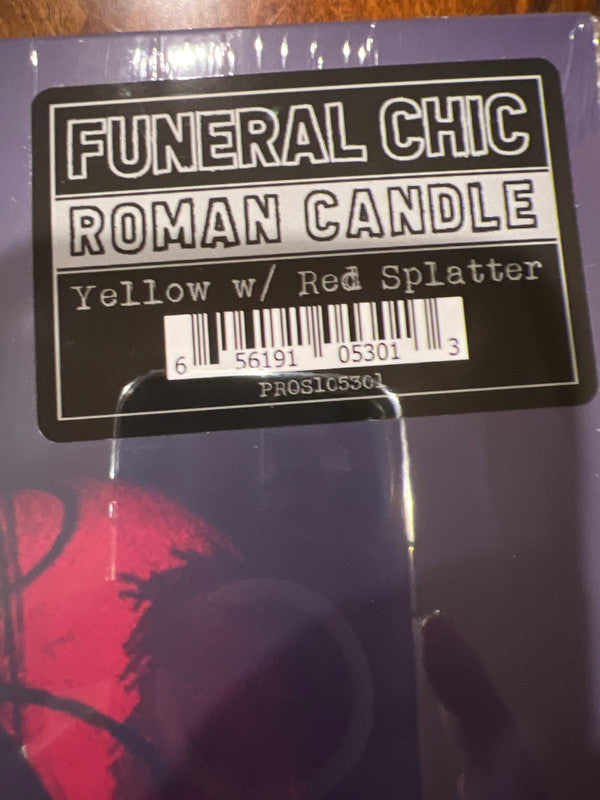 FUNERAL CHIC
ROMAN CANDLE
Yellow w/ Red Splatter
6 56191 05301 3
PROS105301